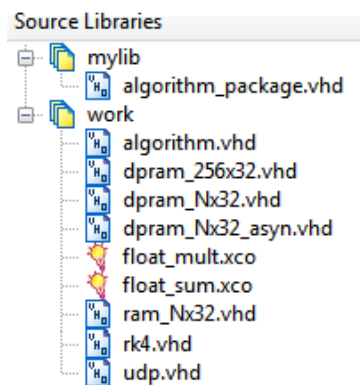 Source Libraries
mylib
algorithm_package.vhd
work
algorithm.vhd
dpram_256x32.vhd
dpram_Nx32.vhd
dpram_Nx32_asyn.vhd
float_mult.xco
float_sum.xco
ram_Nx32.vhd
rk4.vhd
udp.vhd